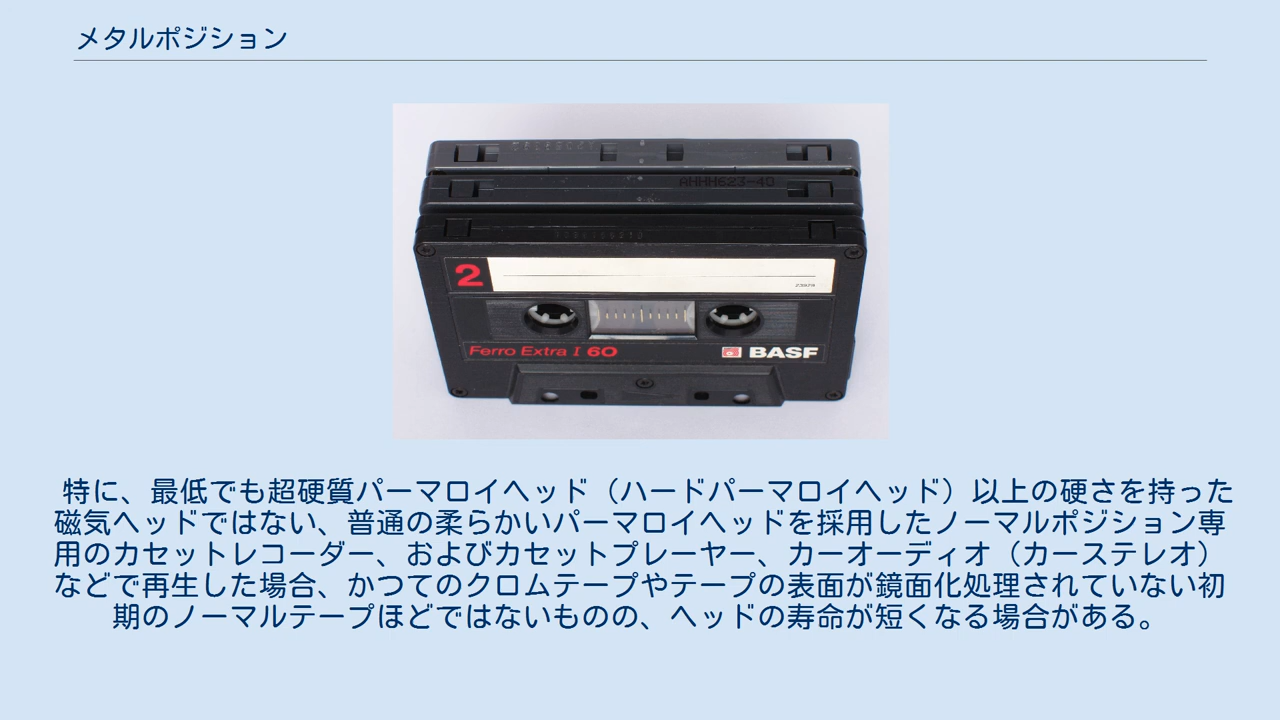 メタルポジション
AHHH623-40
2
Ferro Extra I 60
BASF
特に、最低でも超硬質パーマロイヘッド（ハードパーマロイヘッド）以上の硬さを持った
磁気ヘッドではない、普通の柔らかいパーマロイヘッドを採用したノーマルポジション専
用のカセットレコーダー、およびカセットプレーヤー、カーオーディオ（カーステレオ）
などで再生した場合、かつてのクロムテープやテープの表面が鏡面化処理されていない初
期のノーマルテープほどではないものの、ヘッドの寿命が短くなる場合がある。